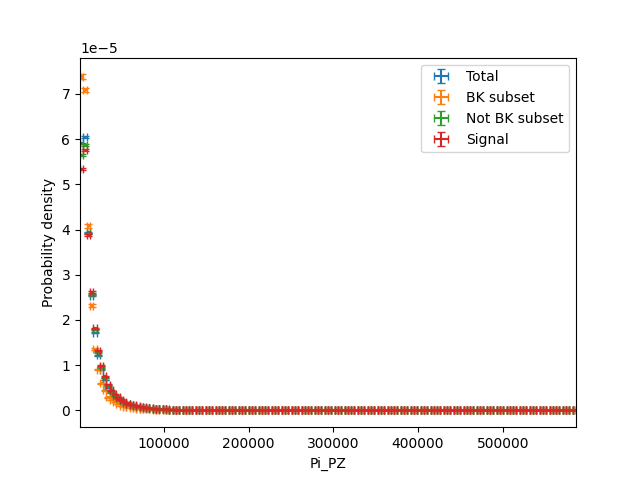 1e−5
Total
BK subset
Not BK subset
Signal
7
6
5
4
3
2
1
0
Probability density
100000 200000 300000 400000 500000
Pi_PZ